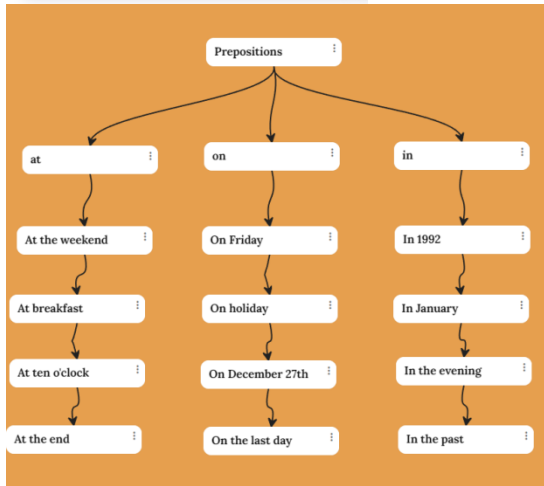 Prepositions
at
on
in
At the weekend
On Friday
In 1992
At breakfast
On holiday
In January
At ten o'clock
On December 27th
In the evening
At the end
On the last day
In the past